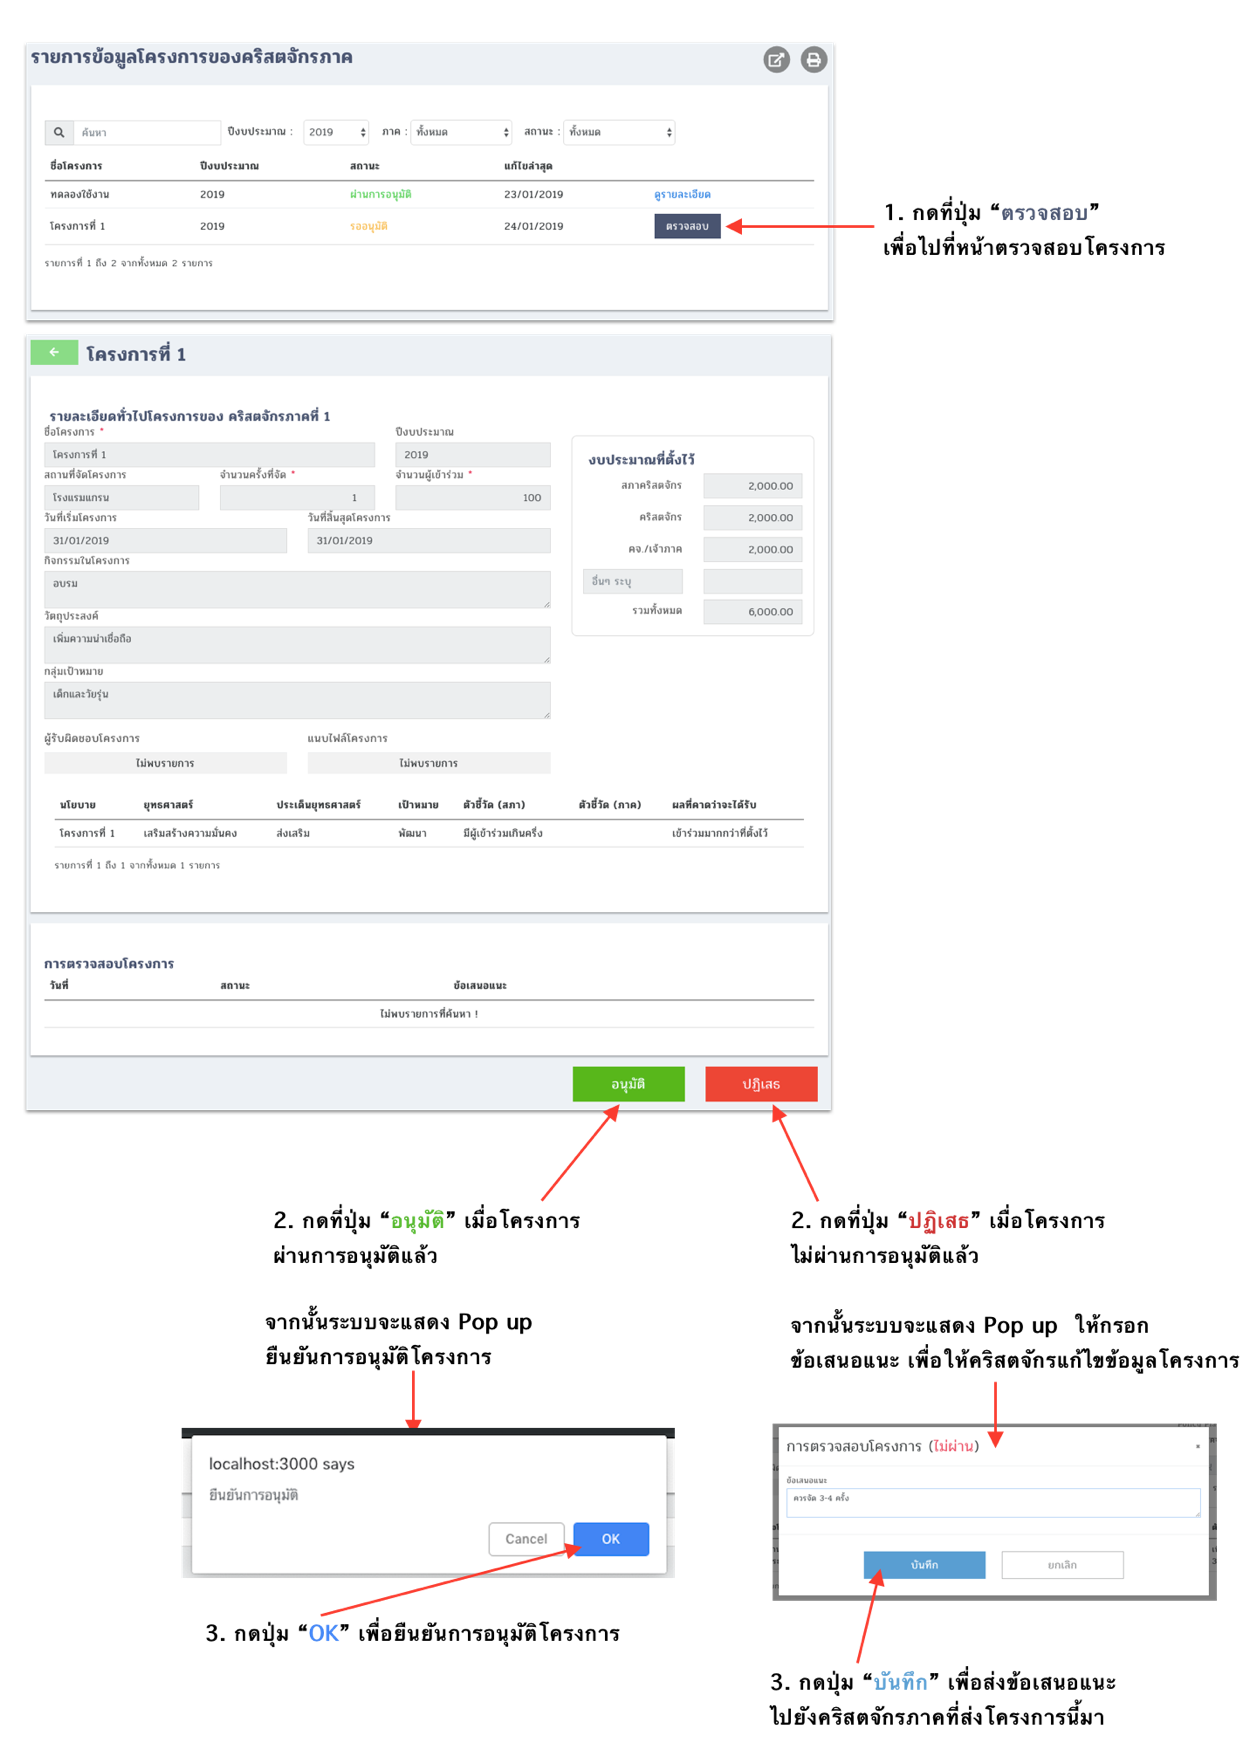 รายการข้อมูลโครงการของคริสตจักรภาค
ค้นหา ปีงบประมาณ : 2019 ภาค : ทั้งหมด สถานะ : ทั้งหมด
ชื่อโครงการ ปีงบประมาณ สถานะ แก้ไขล่าสุด
ทดลองใช้งาน 2019 ผ่านการอนุมัติ 23/01/2019 ดูรายละเอียด
โครงการที่ 1 2019 รออนุมัติ 24/01/2019 ตรวจสอบ
รายการที่ 1 ถึง 2 จากทั้งหมด 2 รายการ
1. กดที่ปุ่ม “ตรวจสอบ”
เพื่อไปที่หน้าตรวจสอบโครงการ
โครงการที่ 1
รายละเอียดทั่วไปโครงการของ คริสตจักรภาคที่ 1
ชื่อโครงการ * ปีงบประมาณ
โครงการที่ 1 2019
สถานที่จัดโครงการ จำนวนครั้งที่จัด * จำนวนผู้เข้าร่วม *
โรงแรมแกรน 1 100
วันที่เริ่มโครงการ วันที่สิ้นสุดโครงการ
31/01/2019 31/01/2019
กิจกรรมในโครงการ
อบรม
วัตถุประสงค์
เพิ่มความน่าเชื่อถือ
กลุ่มเป้าหมาย
เด็กและวัยรุ่น
ผู้รับผิดชอบโครงการ แนบไฟล์โครงการ
ไม่พบรายการ ไม่พบรายการ
งบประมาณที่ตั้งไว้
สภาคริสตจักร 2,000.00
คริสตจักร 2,000.00
คจ./เจ้าภาค 2,000.00
อื่นๆ ระบุ
รวมทั้งหมด 6,000.00
นโยบาย ยุทธศาสตร์ ประเด็นยุทธศาสตร์ เป้าหมาย ตัวชี้วัด (สภา) ตัวชี้วัด (ภาค) ผลที่คาดว่าจะได้รับ
โครงการที่ 1 เสริมสร้างความมั่นคง ส่งเสริม พัฒนา มีผู้เข้าร่วมเกินครึ่ง เข้าร่วมมากกว่าที่ตั้งไว้
รายการที่ 1 ถึง 1 จากทั้งหมด 1 รายการ
การตรวจสอบโครงการ
วันที่ สถานะ ข้อเสนอแนะ
ไม่พบรายการที่ค้นหา !
อนุมัติ ปฏิเสธ
2. กดที่ปุ่ม “อนุมัติ” เมื่อโครงการ
ผ่านการอนุมัติแล้ว
จากนั้นระบบจะแสดง Pop up
ยืนยันการอนุมัติโครงการ
localhost:3000 says
ยืนยันการอนุมัติ
Cancel OK
3. กดปุ่ม “OK” เพื่อยืนยันการอนุมัติโครงการ
2. กดที่ปุ่ม “ปฏิเสธ” เมื่อโครงการ
ไม่ผ่านการอนุมัติแล้ว
จากนั้นระบบจะแสดง Pop up ให้กรอก
ข้อเสนอแนะ เพื่อให้คริสตจักรแก้ไขข้อมูลโครงการ
การตรวจสอบโครงการ (ไม่ผ่าน) ×
ข้อเสนอแนะ
ควรจัด 3-4 ครั้ง
บันทึก ยกเลิก
3. กดปุ่ม “บันทึก” เพื่อส่งข้อเสนอแนะ
ไปยังคริสตจักรภาคที่ส่งโครงการนี้มา